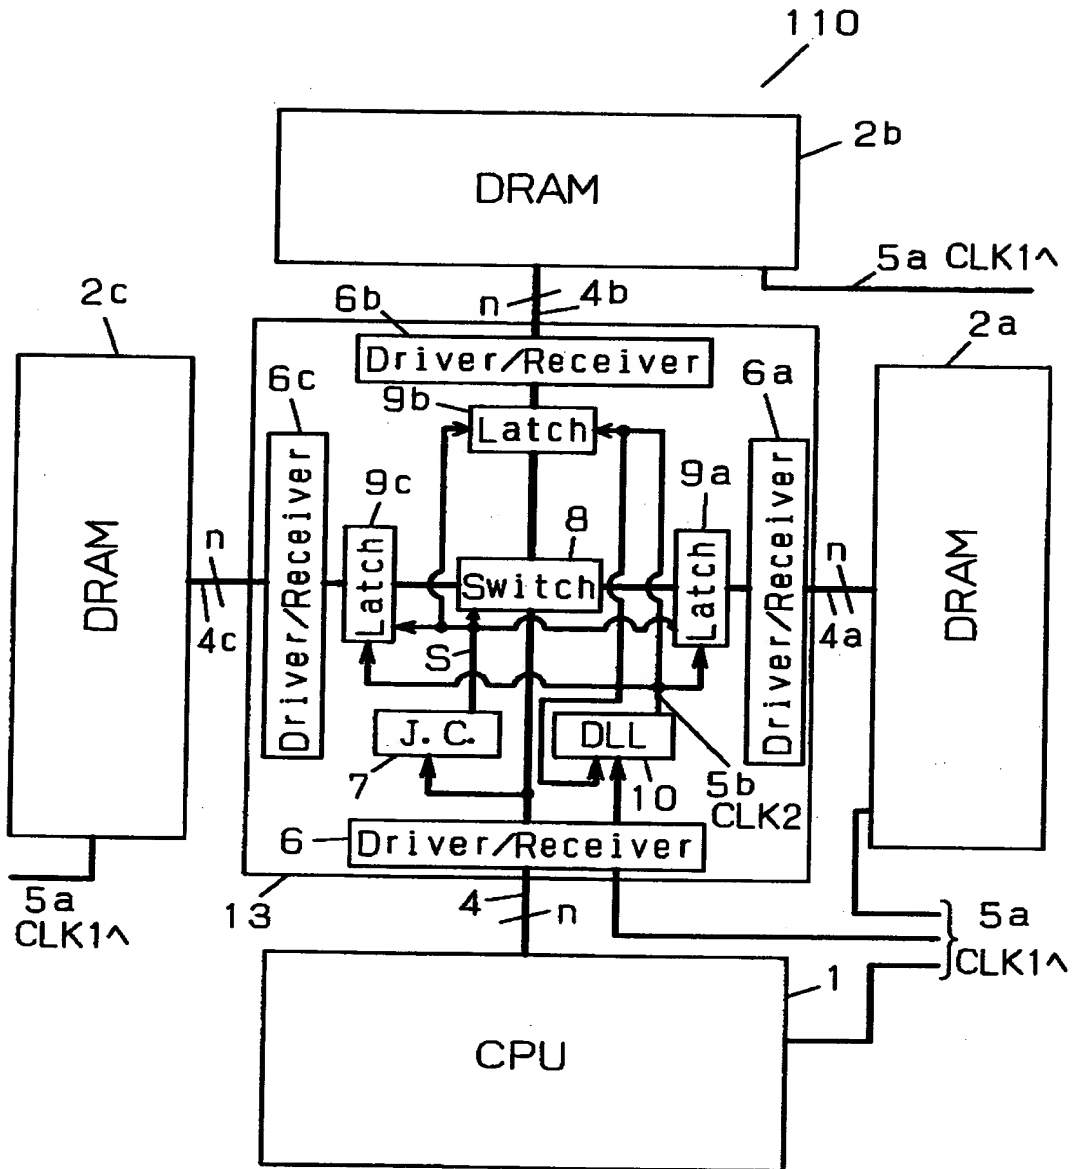 110
2b
DRAM
5a CLK1^
2c
n
4b
6b
2a
Driver/Receiver
6c
6a
9b
Latch
9c
9a
8
DRAM
n
4c
Driver/Receiver
Latch
Switch
Latch
Driver/Receiver
n
4a
DRAM
S
J.C.
DLL
7
10
5b
CLK2
6
Driver/Receiver
5a
CLK1^
13
4
n
5a
CLK1^
1
CPU